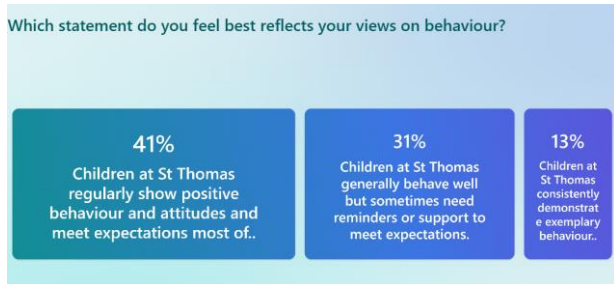 Which statement do you feel best reflects your views on behaviour?
41%
Children at St Thomas
regularly show positive
behaviour and attitudes and
meet expectations most of..
31%
Children at St Thomas
generally behave well
but sometimes need
reminders or support to
meet expectations.
13%
Children at
St Thomas
consistently
demonstrat
e exemplary
behaviour..